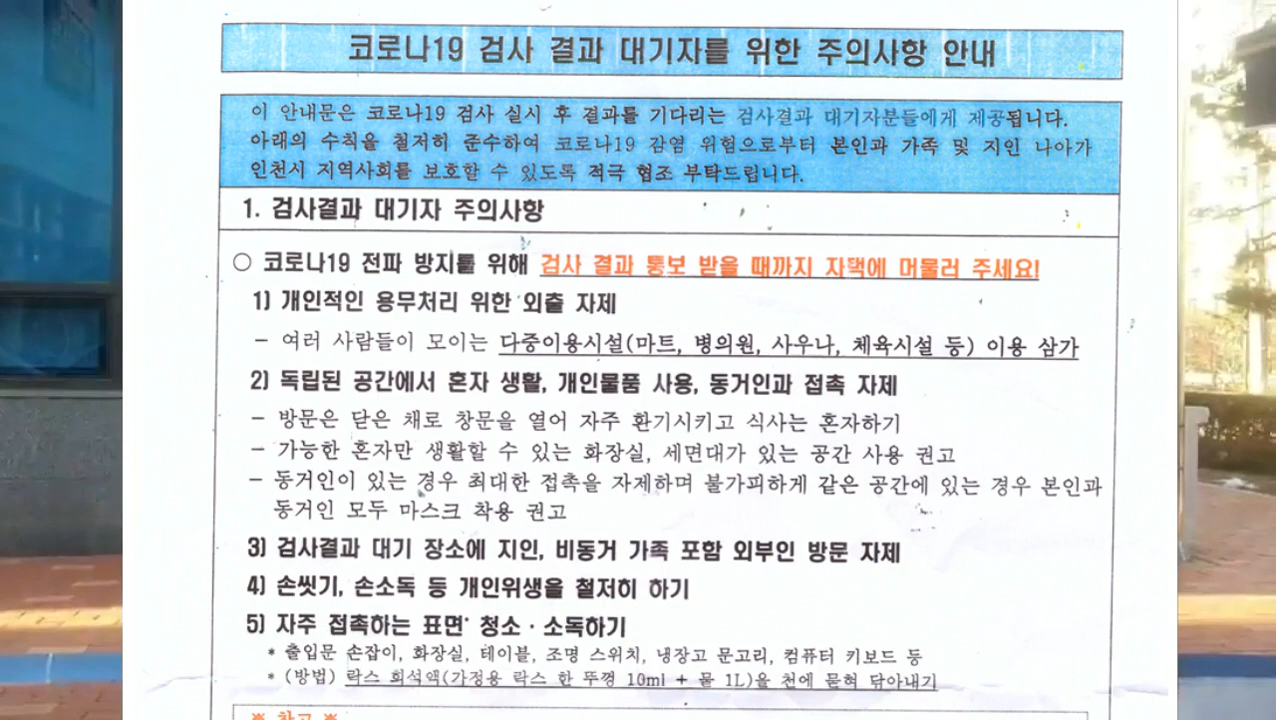 코로나19 검사 결과 대기자를 위한 주의사항 안내
이 안내문은 코로나19 검사 실시 후 결과를 기다리는 검사결과 대기자분들에게 제공됩니다.
아래의 수칙을 철저히 준수하여 코로나19 감염 위험으로부터 본인과 가족 및 지인 나아가
인천시 지역사회를 보호할 수 있도록 적극 협조 부탁드립니다.
1. 검사결과 대기자 주의사항
○ 코로나19 전파 방지를 위해 검사 결과 통보 받을 때까지 자택에 머물러 주세요!
1) 개인적인 용무처리 위한 외출 자제
- 여러 사람들이 모이는 다중이용시설(마트, 병의원, 사우나, 체육시설 등) 이용 삼가
2) 독립된 공간에서 혼자 생활, 개인물품 사용, 동거인과 접촉 자제
- 방문은 닫은 채로 창문을 열어 자주 환기시키고 식사는 혼자하기
- 가능한 혼자만 생활할 수 있는 화장실, 세면대가 있는 공간 사용 권고
- 동거인이 있는 경우 최대한 접촉을 자제하며 불가피하게 같은 공간에 있는 경우 본인과
동거인 모두 마스크 착용 권고
3) 검사결과 대기 장소에 지인, 비동거 가족 포함 외부인 방문 자제
4) 손씻기, 손소독 등 개인위생을 철저히 하기
5) 자주 접촉하는 표면 청소·소독하기
* 출입문 손잡이, 화장실, 테이블, 조명 스위치, 냉장고 문고리, 컴퓨터 키보드 등
* (방법) 락스 희석액(가정용 락스 한 뚜껑 10ml + 물 1L)을 천에 묻혀 닦아내기
※ 참고 ※